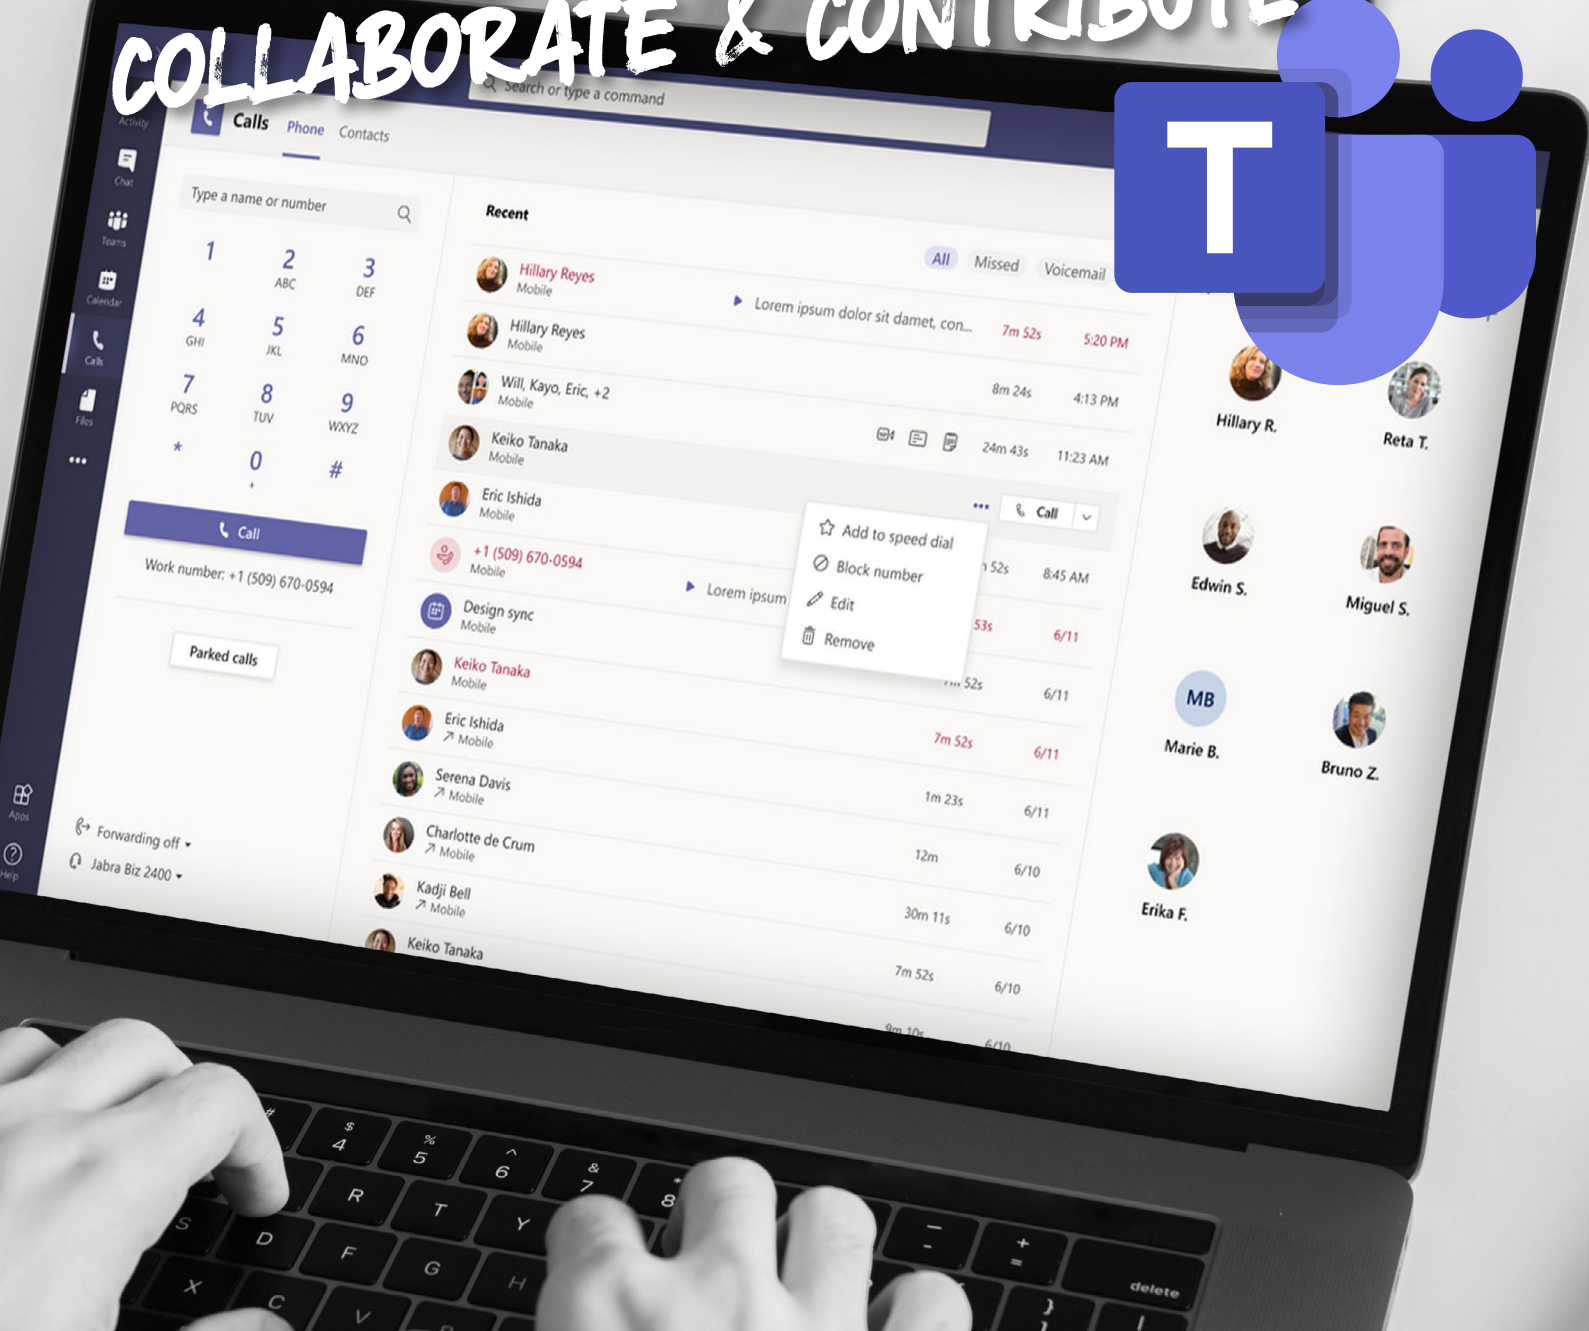 COLLABORATE & CONTRIBUTE
T
Search or type a command
Activity
Chat
Teams
Calendar
Calls
Files
Apps
Help
Calls Phone Contacts
Type a name or number
1
2 ABC
3 DEF
4 GHI
5 JKL
6 MNO
7 PQRS
8 TUV
9 WXYZ
*
0 +
#
Call
Work number: +1 (509) 670-0594
Parked calls
Forwarding off
Jabra Biz 2400
Recent
All Missed Voicemail
Hillary Reyes
Mobile
Lorem ipsum dolor sit damet, con... 7m 52s 5:20 PM
Hillary Reyes
Mobile
8m 24s 4:13 PM
Will, Kayo, Eric, +2
Mobile
24m 43s 11:23 AM
Keiko Tanaka
Mobile
Call
Add to speed dial
Block number
Edit
Remove
Eric Ishida
Mobile
52s 8:45 AM
+1 (509) 670-0594
Mobile
Lorem ipsum
53s 6/11
Design sync
Mobile
52s 6/11
Keiko Tanaka
Mobile
7m 52s 6/11
Eric Ishida
Mobile
1m 23s 6/11
Serena Davis
Mobile
12m 6/10
Charlotte de Crum
Mobile
30m 11s 6/10
Kadji Bell
Mobile
7m 52s 6/10
Keiko Tanaka
9m 10s 6/10
Hillary R.
Reta T.
Edwin S.
Miguel S.
MB
Marie B.
Bruno Z.
Erika F.
#
$ 4
% 5
^ 6
& 7
* 8
– -
+ =
delete
R
T
Y
}
S
D
F
G
H
X
C
V